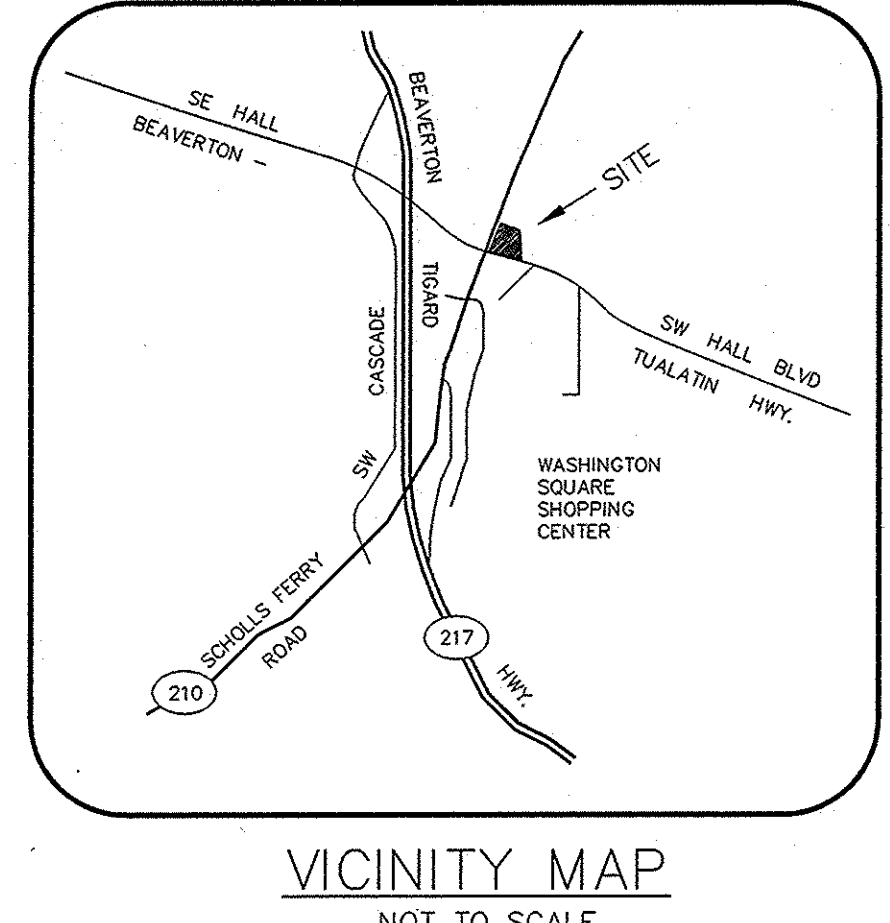 SE HALL
BEAVERTON –
BEAVERTON
SITE
TIGARD
CASCADE
SW
SW HALL BLVD
TUALATIN HWY.
WASHINGTON
SQUARE
SHOPPING
CENTER
SCHOLLS FERRY
ROAD
217
210
HWY.
VICINITY MAP
NOT TO SCALE